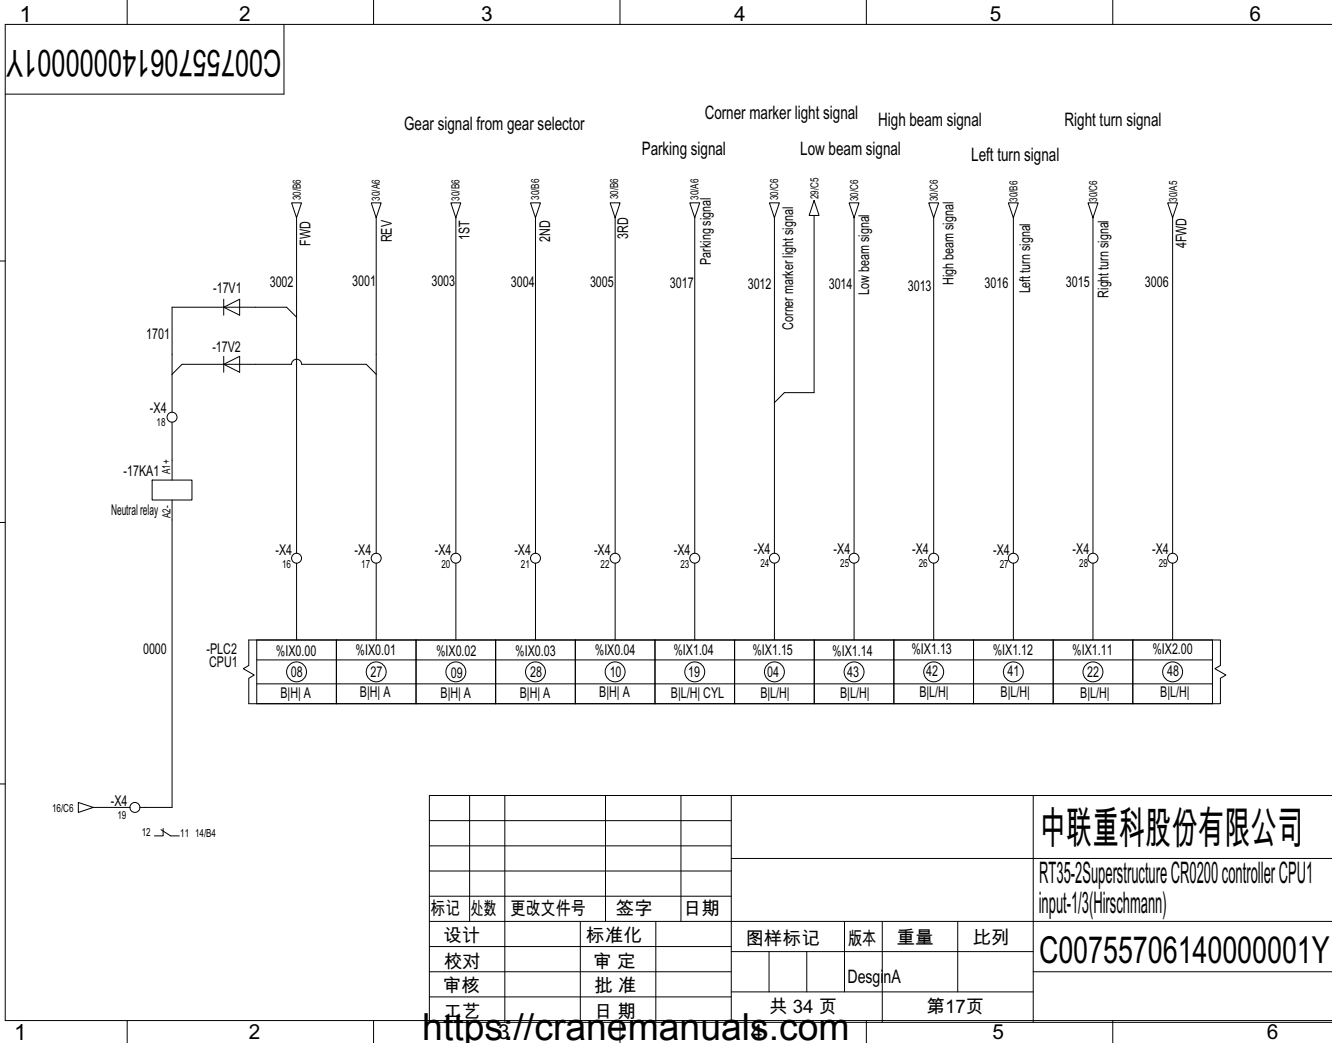 1 2 3 4 5 6
C00755706140000001Y
Gear signal from gear selector
Parking signal
Corner marker light signal
Low beam signal
High beam signal
Left turn signal
Right turn signal
30/B6 30/A6 30/B6 30/B6 30/B6 30/A6 30/C6 29/C5 30/C6 30/C6 30/B6 30/C6 30/A5
FWD REV 1ST 2ND 3RD Parking signal Corner marker light signal Low beam signal High beam signal Left turn signal Right turn signal 4FWD
3002 3001 3003 3004 3005 3017 3012 3014 3013 3016 3015 3006
-17V1
1701
-17V2
-X4
18
-17KA1 A1+
Neutral relay A2-
-X4 -X4 -X4 -X4 -X4 -X4 -X4 -X4 -X4 -X4 -X4 -X4
16 17 20 21 22 23 24 25 26 27 28 29
0000
-PLC2
CPU1
%IX0.00 %IX0.01 %IX0.02 %IX0.03 %IX0.04 %IX1.04 %IX1.15 %IX1.14 %IX1.13 %IX1.12 %IX1.11 %IX2.00
08 27 09 28 10 19 04 43 42 41 22 48
B|H| A B|H| A B|H| A B|H| A B|H| A B|L/H| CYL B|L/H| B|L/H| B|L/H| B|L/H| B|L/H| B|L/H|
16/C6 -X4
19
12 11 14/B4
中联重科股份有限公司
RT35-2Superstructure CR0200 controller CPU1
input-1/3(Hirschmann)
C00755706140000001Y
标记 处数 更改文件号 签字 日期
设计 标准化
校对 审 定
审核 批 准
工艺 日 期
图样标记 版本 重量 比列
DesginA
共 34 页 第17页
https://cranemanuals.com
1 2 3 4 5 6